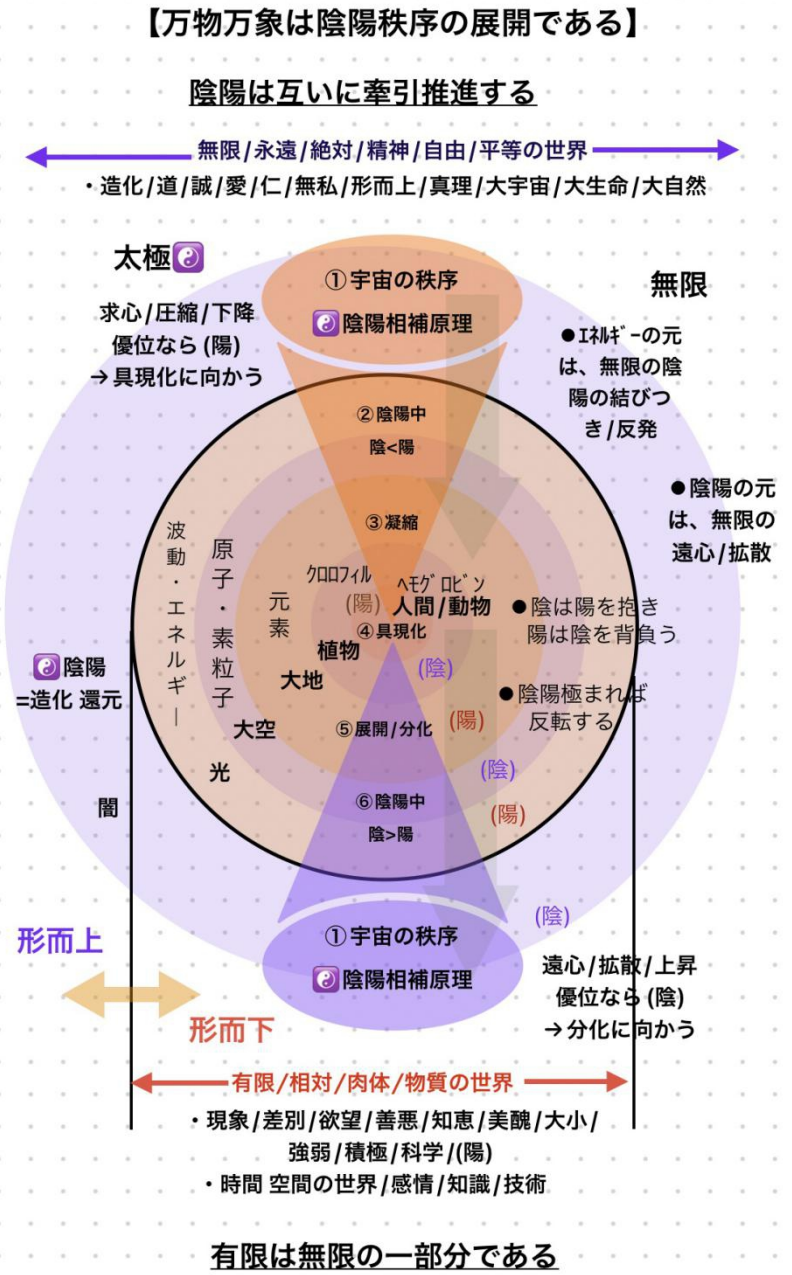 【万物万象は陰陽秩序の展開である】
陰陽は互いに牽引推進する
無限/永遠/絶対/精神/自由/平等の世界
・造化/道/誠/愛/仁/無私/形而上/真理/大宇宙/大生命/大自然
太極☯
求心/圧縮/下降
優位なら(陽)
→具現化に向かう
①宇宙の秩序
☯陰陽相補原理
無限
●ｴﾈﾙｷﾞｰの元
は、無限の陰
陽の結びつ
き/反発
●陰陽の元
は、無限の
遠心/拡散
②陰陽中
陰<陽
③凝縮
波動・エネルギー
原子・素粒子
元素
ｸﾛﾛﾌｨﾙ
ﾍﾓｸﾞﾛﾋﾞﾝ
(陽)
人間/動物
④具現化
植物
(陰)
大地
大空
⑤展開/分化
(陽)
光
(陰)
⑥陰陽中
陰>陽
(陽)
●陰は陽を抱き
陽は陰を背負う
●陰陽極まれば
反転する
☯陰陽
=造化 還元
闇
(陰)
①宇宙の秩序
☯陰陽相補原理
形而上
形而下
遠心/拡散/上昇
優位なら(陰)
→分化に向かう
有限/相対/肉体/物質の世界
・現象/差別/欲望/善悪/知恵/美醜/大小/
強弱/積極/科学/(陽)
・時間 空間の世界/感情/知識/技術
有限は無限の一部分である